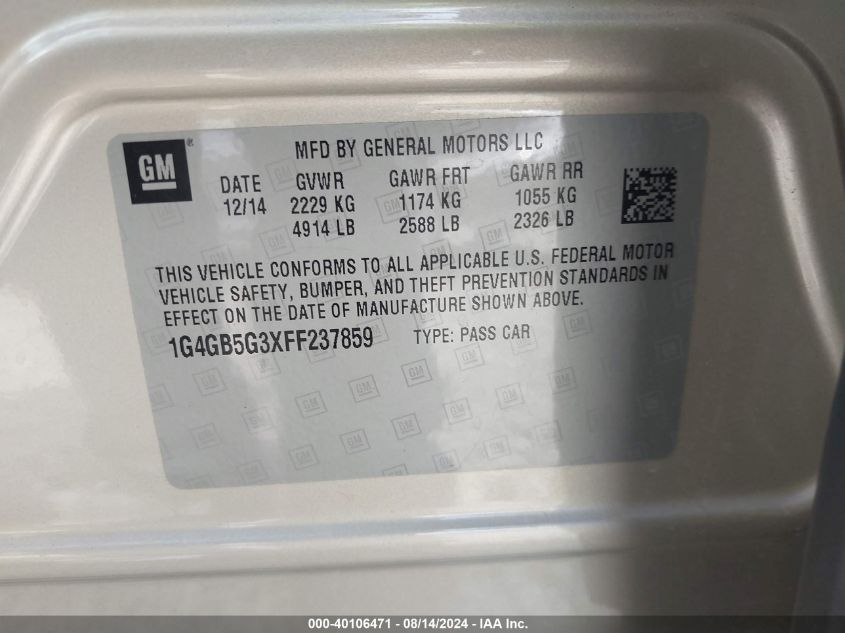 GM ® MFD BY GENERAL MOTORS LLC
DATE GVWR GAWR FRT GAWR RR
12/14 2229 KG 1174 KG 1055 KG
4914 LB 2588 LB 2326 LB
THIS VEHICLE CONFORMS TO ALL APPLICABLE U.S. FEDERAL MOTOR
VEHICLE SAFETY, BUMPER, AND THEFT PREVENTION STANDARDS IN
EFFECT ON THE DATE OF MANUFACTURE SHOWN ABOVE.
1G4GB5G3XFF237859 TYPE: PASS CAR
000-40106471 - 08/14/2024 - IAA Inc.